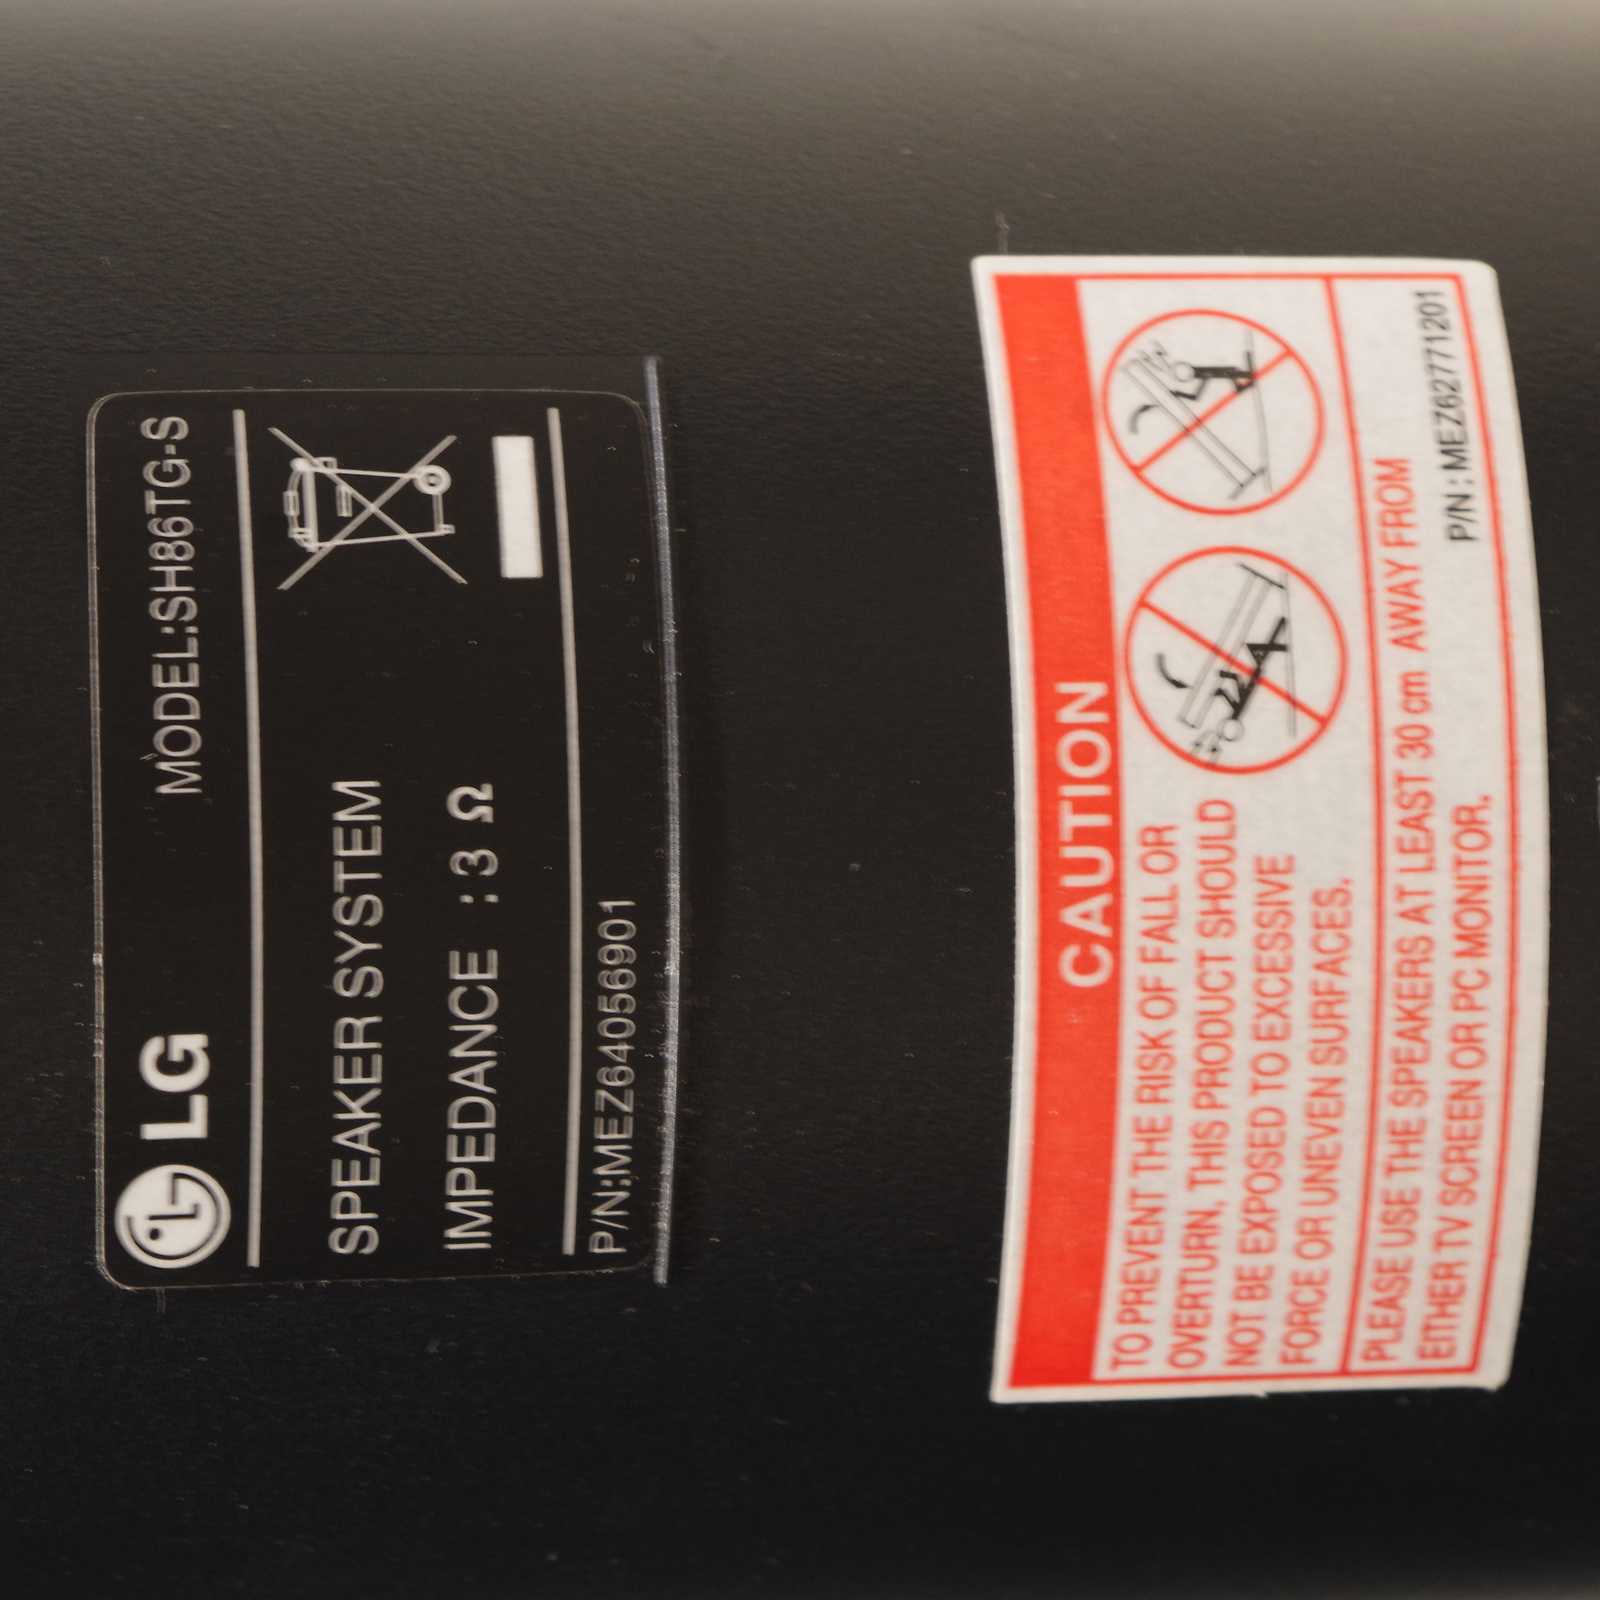 LG
MODEL:SH86TG-S
SPEAKER SYSTEM
IMPEDANCE :3 Ω
P/N:MEZ64056901
CAUTION
TO PREVENT THE RISK OF FALL OR
OVERTURN, THIS PRODUCT SHOULD
NOT BE EXPOSED TO EXCESSIVE
FORCE OR UNEVEN SURFACES.
PLEASE USE THE SPEAKERS AT LEAST 30 cm AWAY FROM
EITHER TV SCREEN OR PC MONITOR.
P/N : MEZ62771201